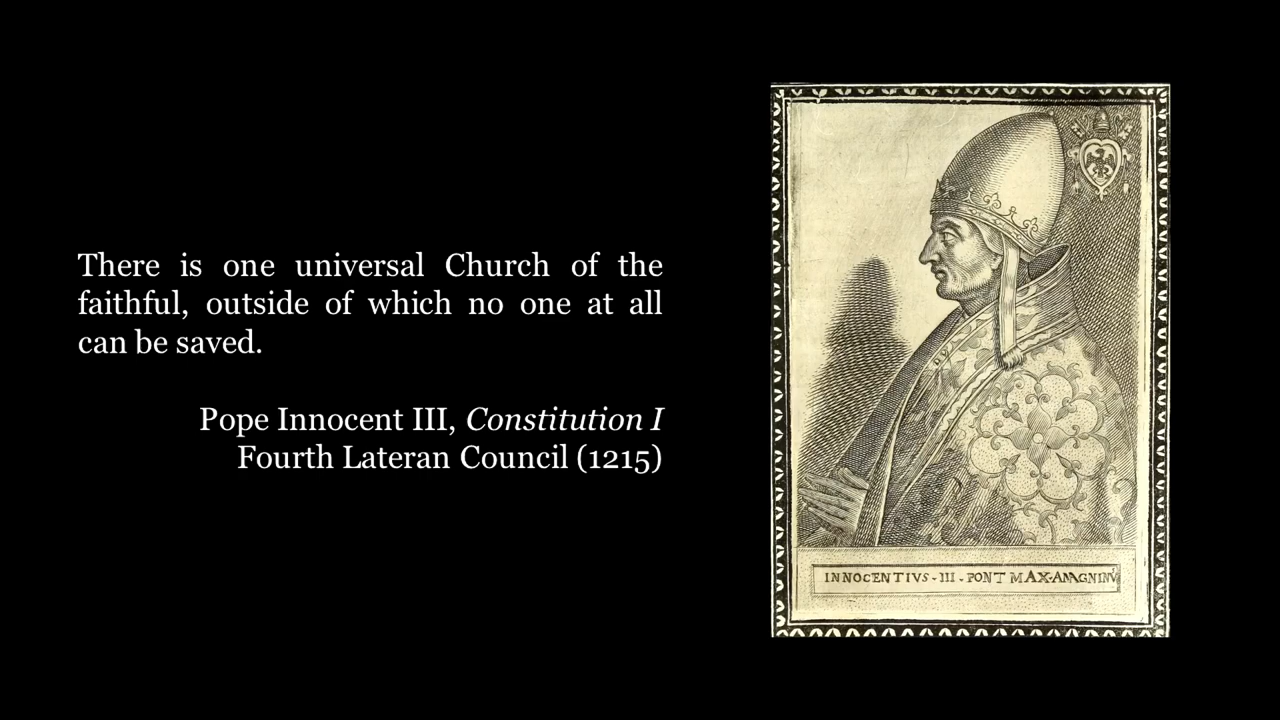 There is one universal Church of the
faithful, outside of which no one at all
can be saved.
Pope Innocent III, Constitution I
Fourth Lateran Council (1215)
INNOCENTIVS-III-PONT MAX-ANAGNINV